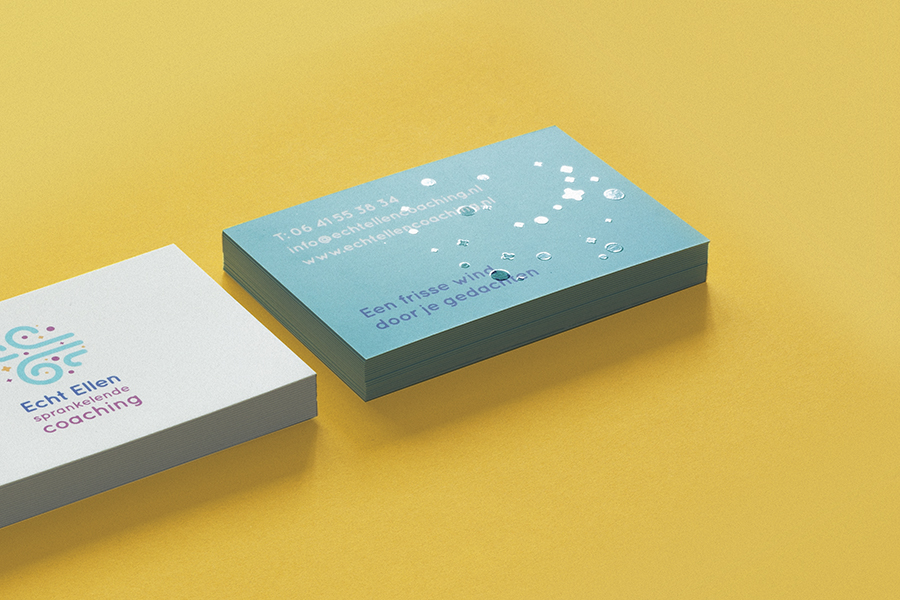 Echt Ellen
sprankelende
coaching
T: 06 41 55 38 34
info@echtellencoaching.nl
www.echtellencoaching.nl
Een frisse wind
door je gedachten